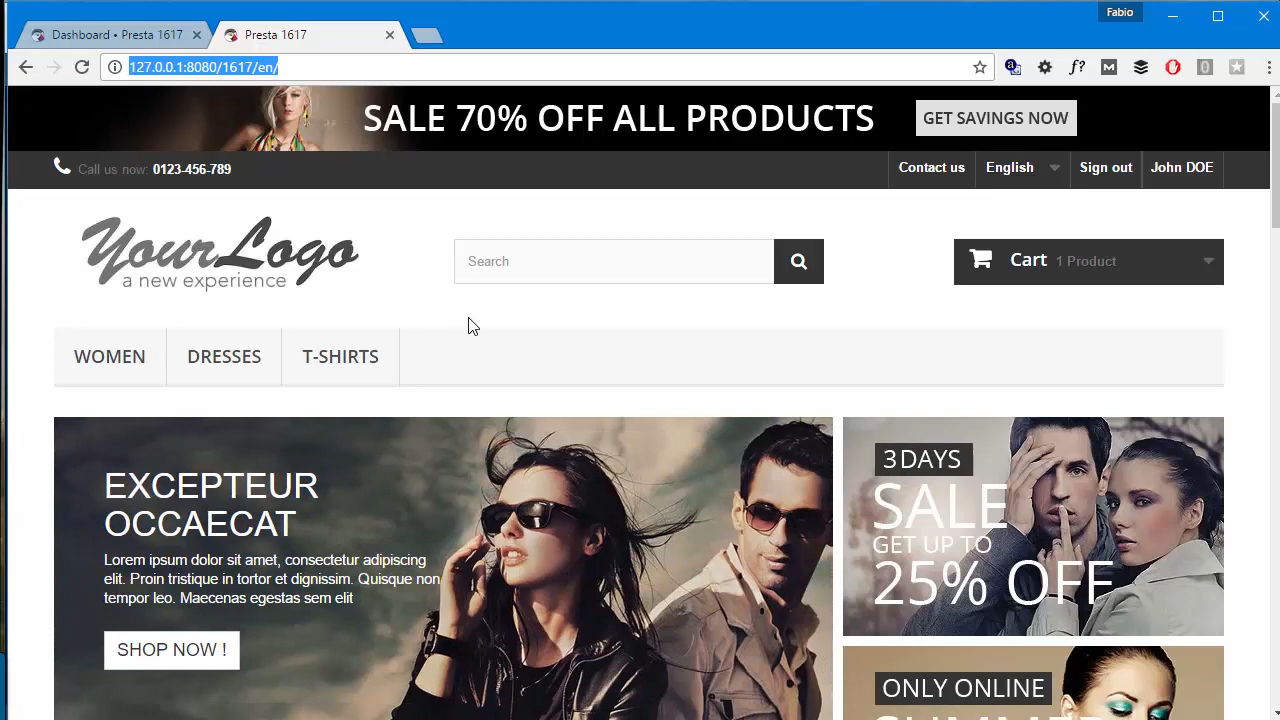 Fabio
Dashboard • Presta 1617
Presta 1617
127.0.0.1:8080/1617/en/
SALE 70% OFF ALL PRODUCTS
GET SAVINGS NOW
Call us now: 0123-456-789
Contact us
English
Sign out
John DOE
YourLogo
a new experience
Search
Cart 1 Product
WOMEN
DRESSES
T-SHIRTS
EXCEPTEUR
OCCAECAT
Lorem ipsum dolor sit amet, consectetur adipiscing
elit. Proin tristique in tortor et dignissim. Quisque non
tempor leo. Maecenas egestas sem elit
SHOP NOW !
3 DAYS
SALE
GET UP TO
25% OFF
ONLY ONLINE